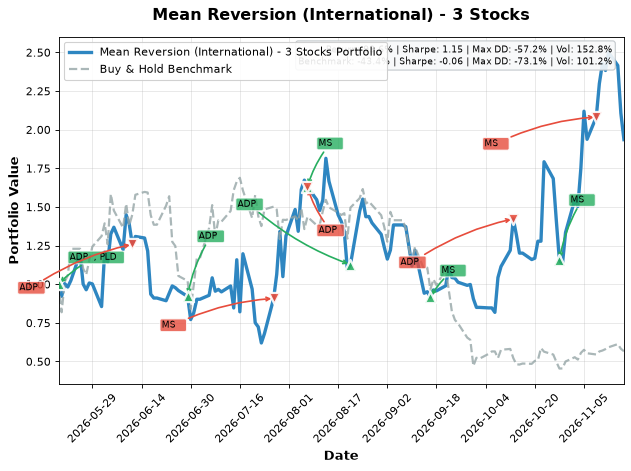 Mean Reversion (International) - 3 Stocks
Mean Reversion (International) - 3 Stocks Portfolio
Buy & Hold Benchmark
% | Sharpe: 1.15 | Max DD: -57.2% | Vol: 152.8%
Benchmark: -43.4% | Sharpe: -0.06 | Max DD: -73.1% | Vol: 101.2%
Portfolio Value
2.50
2.25
2.00
1.75
1.50
1.25
0.75
0.50
MS
MS
ADP
MS
ADP
ADP
ADP
ADP
MS
ADP
MS
2026-05-29
2026-06-14
2026-06-30
2026-07-16
2026-08-01
2026-08-17
2026-09-02
2026-09-18
2026-10-04
2026-10-20
2026-11-05
Date